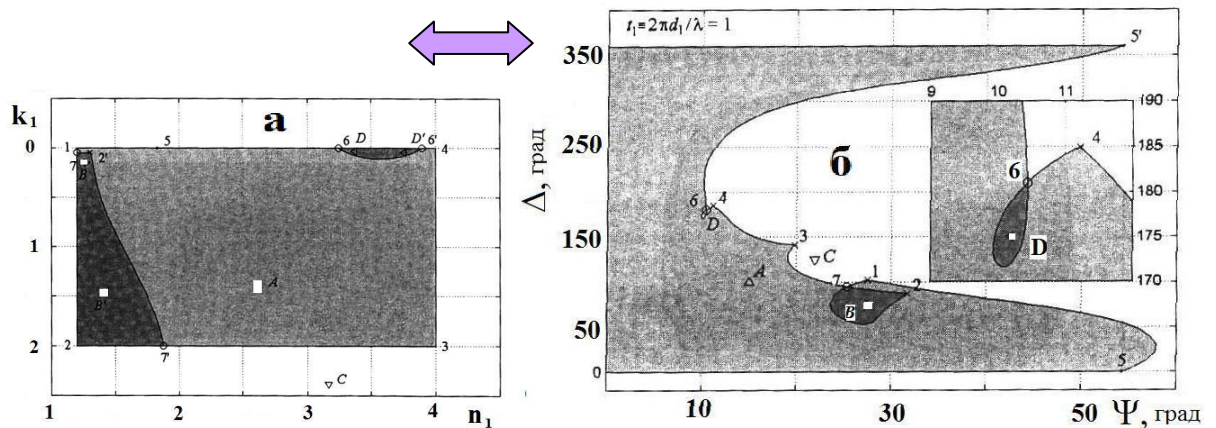 t₁≡2πd₁/λ = 1
350
250
150
50
0
Δ, град
б
5'
9 10 11
190
185
180
175
170
4
6
D
6 4
D
3
C
A
7 1
2
B
5
10 30 50 Ψ, град
k₁
0
1
2
а
1 5 6 D D' 6' 4
7 2'
B
B'
A
2 7' 3
C
1 2 3 4
n₁